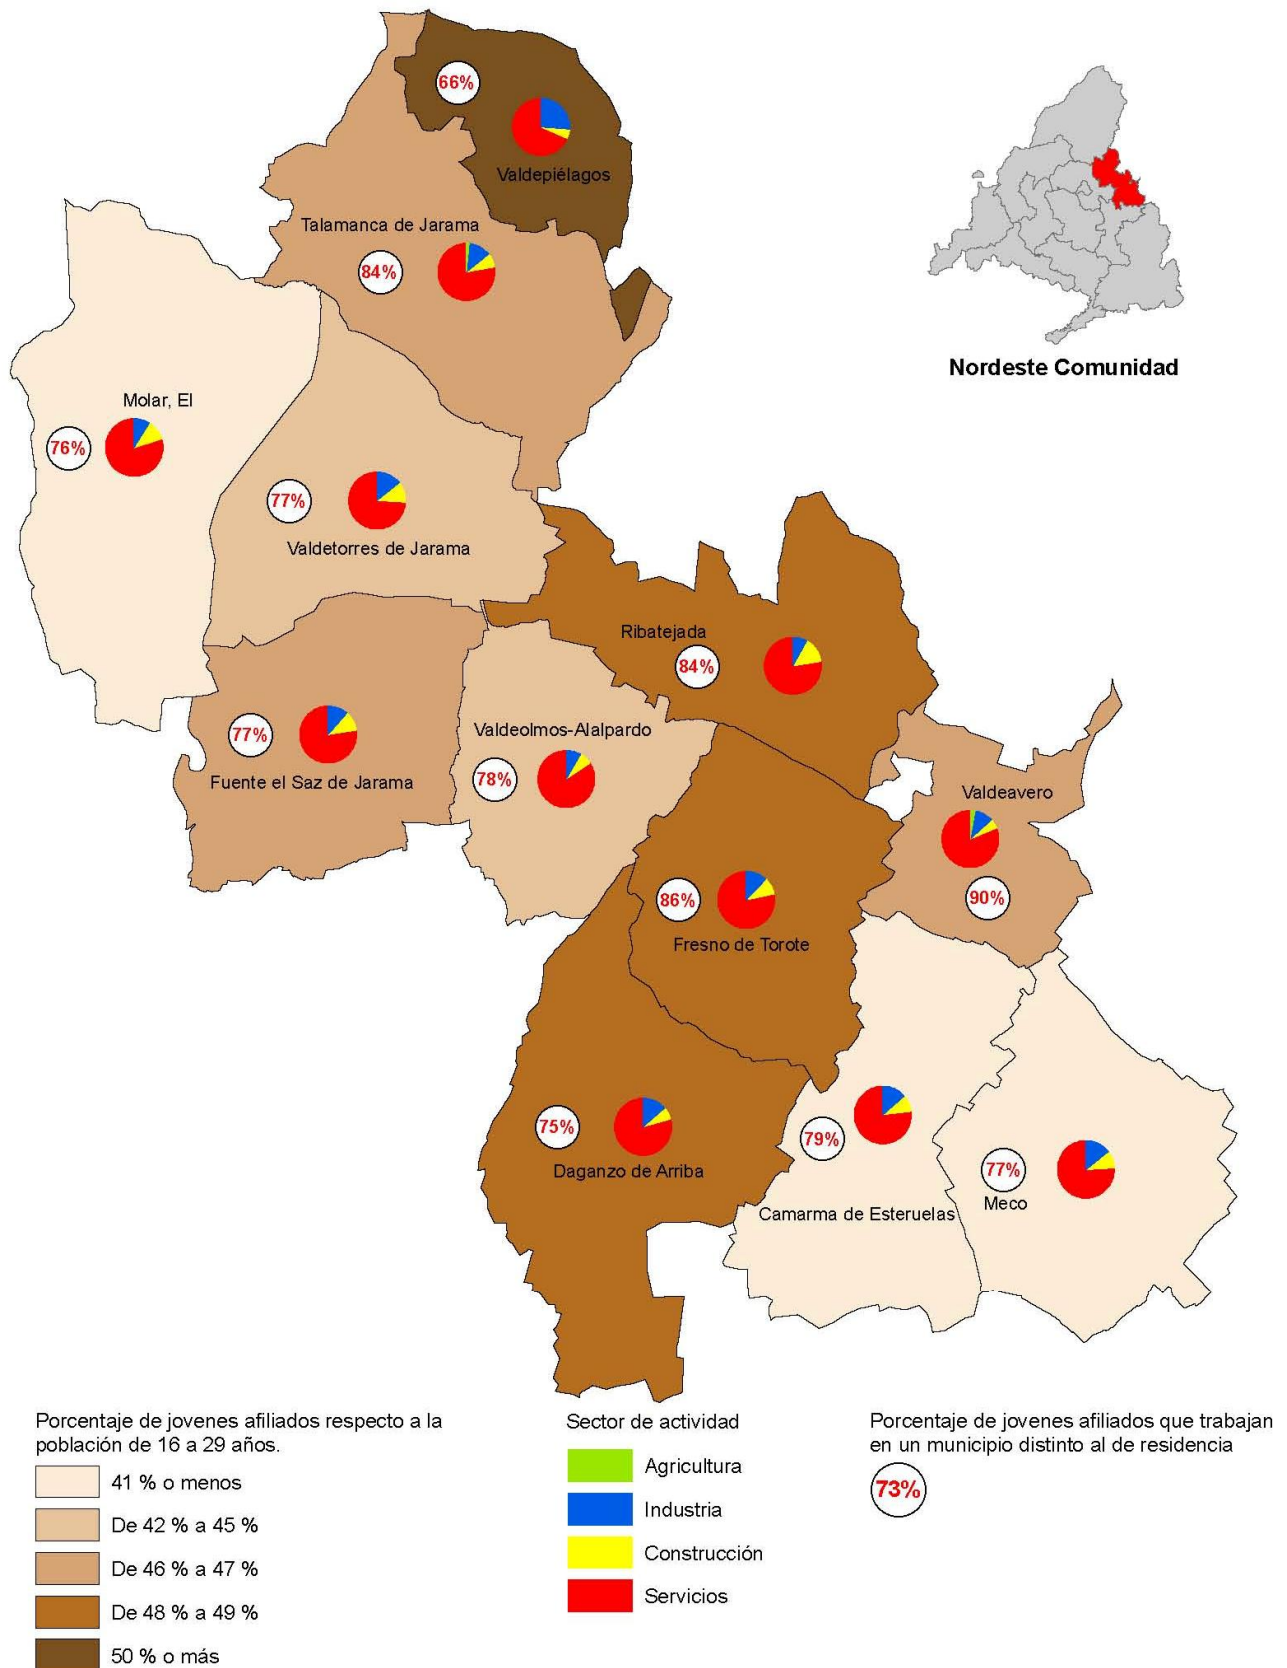 66%
Valdepiélagos
Talamanca de Jarama
84%
Nordeste Comunidad
Molar, El
76%
77%
Valdetorres de Jarama
Ribatejada
84%
77%
Fuente el Saz de Jarama
Valdeolmos-Alalpardo
78%
Valdeavero
90%
86%
Fresno de Torote
75%
Daganzo de Arriba
79%
Camarma de Esteruelas
77%
Meco
Porcentaje de jovenes afiliados respecto a la
población de 16 a 29 años.
41 % o menos
De 42 % a 45 %
De 46 % a 47 %
De 48 % a 49 %
50 % o más
Sector de actividad
Agricultura
Industria
Construcción
Servicios
Porcentaje de jovenes afiliados que trabajan
en un municipio distinto al de residencia
73%